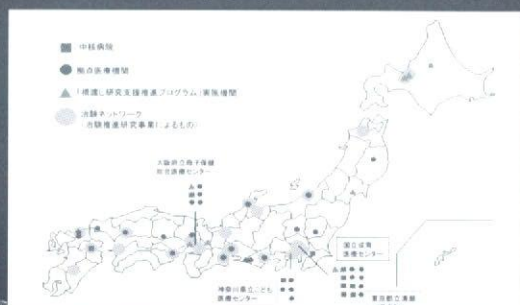 中核病院
拠点医療機関
「橋渡し研究支援推進プログラム」実施機関
治験ネットワーク
(治験推進研究事業によるもの)
大阪府立母子保健
総合医療センター
国立成育
医療センター
神奈川県立こども
医療センター
東京都立清瀬